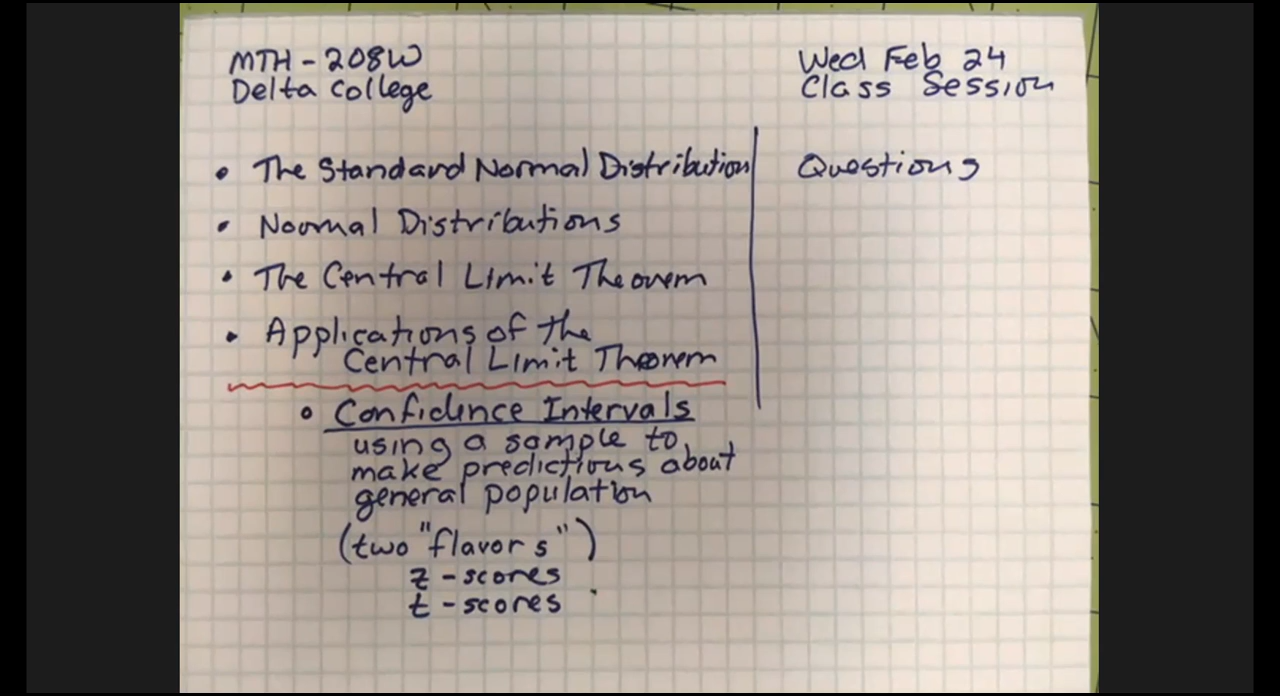 MTH - 208W
Delta College
Wed Feb 24
Class Session
• The Standard Normal Distribution
Questions
• Normal Distributions
• The Central Limit Theorem
• Applications of the
Central Limit Theorem
• Confidence Intervals
using a sample to
make predictions about
general population
(two "flavors")
z - scores
t - scores